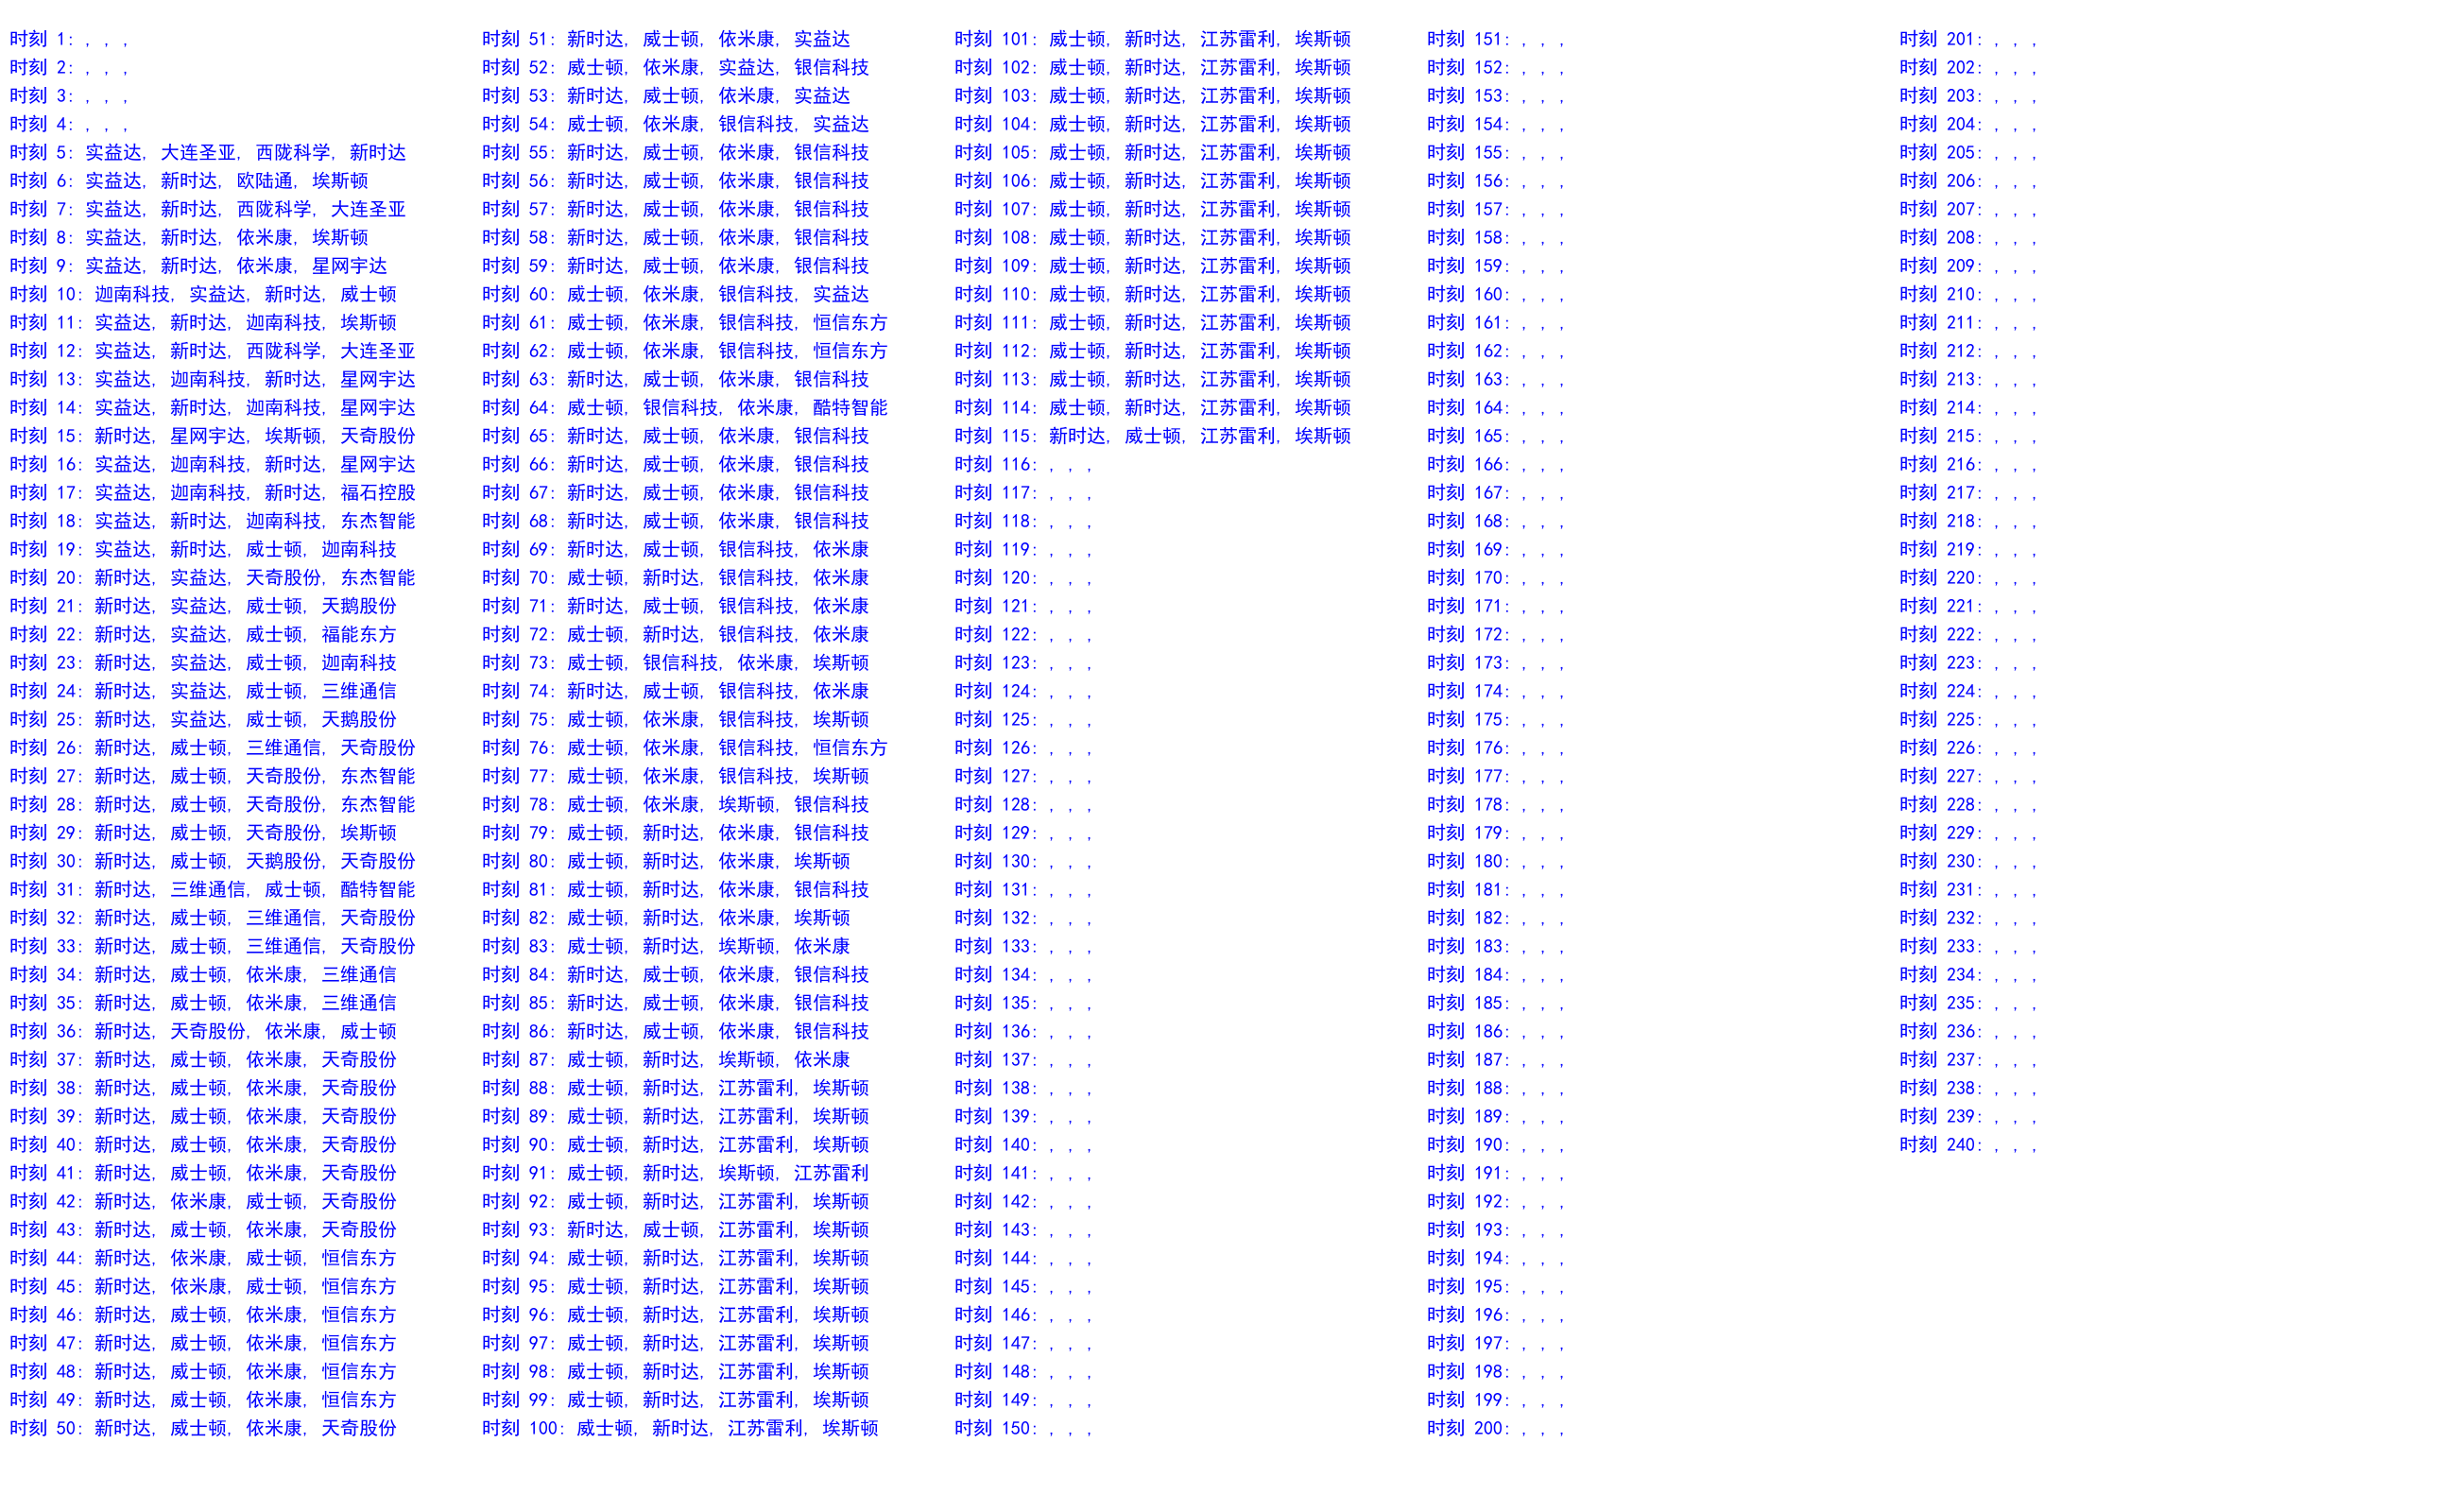 时刻 1: , , ,
时刻 2: , , ,
时刻 3: , , ,
时刻 4: , , ,
时刻 5: 实益达, 大连圣亚, 西陇科学, 新时达
时刻 6: 实益达, 新时达, 欧陆通, 埃斯顿
时刻 7: 实益达, 新时达, 西陇科学, 大连圣亚
时刻 8: 实益达, 新时达, 依米康, 埃斯顿
时刻 9: 实益达, 新时达, 依米康, 星网宇达
时刻 10: 迦南科技, 实益达, 新时达, 威士顿
时刻 11: 实益达, 新时达, 迦南科技, 埃斯顿
时刻 12: 实益达, 新时达, 西陇科学, 大连圣亚
时刻 13: 实益达, 迦南科技, 新时达, 星网宇达
时刻 14: 实益达, 新时达, 迦南科技, 星网宇达
时刻 15: 新时达, 星网宇达, 埃斯顿, 天奇股份
时刻 16: 实益达, 迦南科技, 新时达, 星网宇达
时刻 17: 实益达, 迦南科技, 新时达, 福石控股
时刻 18: 实益达, 新时达, 迦南科技, 东杰智能
时刻 19: 实益达, 新时达, 威士顿, 迦南科技
时刻 20: 新时达, 实益达, 天奇股份, 东杰智能
时刻 21: 新时达, 实益达, 威士顿, 天鹅股份
时刻 22: 新时达, 实益达, 威士顿, 福能东方
时刻 23: 新时达, 实益达, 威士顿, 迦南科技
时刻 24: 新时达, 实益达, 威士顿, 三维通信
时刻 25: 新时达, 实益达, 威士顿, 天鹅股份
时刻 26: 新时达, 威士顿, 三维通信, 天奇股份
时刻 27: 新时达, 威士顿, 天奇股份, 东杰智能
时刻 28: 新时达, 威士顿, 天奇股份, 东杰智能
时刻 29: 新时达, 威士顿, 天奇股份, 埃斯顿
时刻 30: 新时达, 威士顿, 天鹅股份, 天奇股份
时刻 31: 新时达, 三维通信, 威士顿, 酷特智能
时刻 32: 新时达, 威士顿, 三维通信, 天奇股份
时刻 33: 新时达, 威士顿, 三维通信, 天奇股份
时刻 34: 新时达, 威士顿, 依米康, 三维通信
时刻 35: 新时达, 威士顿, 依米康, 三维通信
时刻 36: 新时达, 天奇股份, 依米康, 威士顿
时刻 37: 新时达, 威士顿, 依米康, 天奇股份
时刻 38: 新时达, 威士顿, 依米康, 天奇股份
时刻 39: 新时达, 威士顿, 依米康, 天奇股份
时刻 40: 新时达, 威士顿, 依米康, 天奇股份
时刻 41: 新时达, 威士顿, 依米康, 天奇股份
时刻 42: 新时达, 依米康, 威士顿, 天奇股份
时刻 43: 新时达, 威士顿, 依米康, 天奇股份
时刻 44: 新时达, 依米康, 威士顿, 恒信东方
时刻 45: 新时达, 依米康, 威士顿, 恒信东方
时刻 46: 新时达, 威士顿, 依米康, 恒信东方
时刻 47: 新时达, 威士顿, 依米康, 恒信东方
时刻 48: 新时达, 威士顿, 依米康, 恒信东方
时刻 49: 新时达, 威士顿, 依米康, 恒信东方
时刻 50: 新时达, 威士顿, 依米康, 天奇股份
时刻 51: 新时达, 威士顿, 依米康, 实益达
时刻 52: 威士顿, 依米康, 实益达, 银信科技
时刻 53: 新时达, 威士顿, 依米康, 实益达
时刻 54: 威士顿, 依米康, 银信科技, 实益达
时刻 55: 新时达, 威士顿, 依米康, 银信科技
时刻 56: 新时达, 威士顿, 依米康, 银信科技
时刻 57: 新时达, 威士顿, 依米康, 银信科技
时刻 58: 新时达, 威士顿, 依米康, 银信科技
时刻 59: 新时达, 威士顿, 依米康, 银信科技
时刻 60: 威士顿, 依米康, 银信科技, 实益达
时刻 61: 威士顿, 依米康, 银信科技, 恒信东方
时刻 62: 威士顿, 依米康, 银信科技, 恒信东方
时刻 63: 新时达, 威士顿, 依米康, 银信科技
时刻 64: 威士顿, 银信科技, 依米康, 酷特智能
时刻 65: 新时达, 威士顿, 依米康, 银信科技
时刻 66: 新时达, 威士顿, 依米康, 银信科技
时刻 67: 新时达, 威士顿, 依米康, 银信科技
时刻 68: 新时达, 威士顿, 依米康, 银信科技
时刻 69: 新时达, 威士顿, 银信科技, 依米康
时刻 70: 威士顿, 新时达, 银信科技, 依米康
时刻 71: 新时达, 威士顿, 银信科技, 依米康
时刻 72: 威士顿, 新时达, 银信科技, 依米康
时刻 73: 威士顿, 银信科技, 依米康, 埃斯顿
时刻 74: 新时达, 威士顿, 银信科技, 依米康
时刻 75: 威士顿, 依米康, 银信科技, 埃斯顿
时刻 76: 威士顿, 依米康, 银信科技, 恒信东方
时刻 77: 威士顿, 依米康, 银信科技, 埃斯顿
时刻 78: 威士顿, 依米康, 埃斯顿, 银信科技
时刻 79: 威士顿, 新时达, 依米康, 银信科技
时刻 80: 威士顿, 新时达, 依米康, 埃斯顿
时刻 81: 威士顿, 新时达, 依米康, 银信科技
时刻 82: 威士顿, 新时达, 依米康, 埃斯顿
时刻 83: 威士顿, 新时达, 埃斯顿, 依米康
时刻 84: 新时达, 威士顿, 依米康, 银信科技
时刻 85: 新时达, 威士顿, 依米康, 银信科技
时刻 86: 新时达, 威士顿, 依米康, 银信科技
时刻 87: 威士顿, 新时达, 埃斯顿, 依米康
时刻 88: 威士顿, 新时达, 江苏雷利, 埃斯顿
时刻 89: 威士顿, 新时达, 江苏雷利, 埃斯顿
时刻 90: 威士顿, 新时达, 江苏雷利, 埃斯顿
时刻 91: 威士顿, 新时达, 埃斯顿, 江苏雷利
时刻 92: 威士顿, 新时达, 江苏雷利, 埃斯顿
时刻 93: 新时达, 威士顿, 江苏雷利, 埃斯顿
时刻 94: 威士顿, 新时达, 江苏雷利, 埃斯顿
时刻 95: 威士顿, 新时达, 江苏雷利, 埃斯顿
时刻 96: 威士顿, 新时达, 江苏雷利, 埃斯顿
时刻 97: 威士顿, 新时达, 江苏雷利, 埃斯顿
时刻 98: 威士顿, 新时达, 江苏雷利, 埃斯顿
时刻 99: 威士顿, 新时达, 江苏雷利, 埃斯顿
时刻 100: 威士顿, 新时达, 江苏雷利, 埃斯顿
时刻 101: 威士顿, 新时达, 江苏雷利, 埃斯顿
时刻 102: 威士顿, 新时达, 江苏雷利, 埃斯顿
时刻 103: 威士顿, 新时达, 江苏雷利, 埃斯顿
时刻 104: 威士顿, 新时达, 江苏雷利, 埃斯顿
时刻 105: 威士顿, 新时达, 江苏雷利, 埃斯顿
时刻 106: 威士顿, 新时达, 江苏雷利, 埃斯顿
时刻 107: 威士顿, 新时达, 江苏雷利, 埃斯顿
时刻 108: 威士顿, 新时达, 江苏雷利, 埃斯顿
时刻 109: 威士顿, 新时达, 江苏雷利, 埃斯顿
时刻 110: 威士顿, 新时达, 江苏雷利, 埃斯顿
时刻 111: 威士顿, 新时达, 江苏雷利, 埃斯顿
时刻 112: 威士顿, 新时达, 江苏雷利, 埃斯顿
时刻 113: 威士顿, 新时达, 江苏雷利, 埃斯顿
时刻 114: 威士顿, 新时达, 江苏雷利, 埃斯顿
时刻 115: 新时达, 威士顿, 江苏雷利, 埃斯顿
时刻 116: , , ,
时刻 117: , , ,
时刻 118: , , ,
时刻 119: , , ,
时刻 120: , , ,
时刻 121: , , ,
时刻 122: , , ,
时刻 123: , , ,
时刻 124: , , ,
时刻 125: , , ,
时刻 126: , , ,
时刻 127: , , ,
时刻 128: , , ,
时刻 129: , , ,
时刻 130: , , ,
时刻 131: , , ,
时刻 132: , , ,
时刻 133: , , ,
时刻 134: , , ,
时刻 135: , , ,
时刻 136: , , ,
时刻 137: , , ,
时刻 138: , , ,
时刻 139: , , ,
时刻 140: , , ,
时刻 141: , , ,
时刻 142: , , ,
时刻 143: , , ,
时刻 144: , , ,
时刻 145: , , ,
时刻 146: , , ,
时刻 147: , , ,
时刻 148: , , ,
时刻 149: , , ,
时刻 150: , , ,
时刻 151: , , ,
时刻 152: , , ,
时刻 153: , , ,
时刻 154: , , ,
时刻 155: , , ,
时刻 156: , , ,
时刻 157: , , ,
时刻 158: , , ,
时刻 159: , , ,
时刻 160: , , ,
时刻 161: , , ,
时刻 162: , , ,
时刻 163: , , ,
时刻 164: , , ,
时刻 165: , , ,
时刻 166: , , ,
时刻 167: , , ,
时刻 168: , , ,
时刻 169: , , ,
时刻 170: , , ,
时刻 171: , , ,
时刻 172: , , ,
时刻 173: , , ,
时刻 174: , , ,
时刻 175: , , ,
时刻 176: , , ,
时刻 177: , , ,
时刻 178: , , ,
时刻 179: , , ,
时刻 180: , , ,
时刻 181: , , ,
时刻 182: , , ,
时刻 183: , , ,
时刻 184: , , ,
时刻 185: , , ,
时刻 186: , , ,
时刻 187: , , ,
时刻 188: , , ,
时刻 189: , , ,
时刻 190: , , ,
时刻 191: , , ,
时刻 192: , , ,
时刻 193: , , ,
时刻 194: , , ,
时刻 195: , , ,
时刻 196: , , ,
时刻 197: , , ,
时刻 198: , , ,
时刻 199: , , ,
时刻 200: , , ,
时刻 201: , , ,
时刻 202: , , ,
时刻 203: , , ,
时刻 204: , , ,
时刻 205: , , ,
时刻 206: , , ,
时刻 207: , , ,
时刻 208: , , ,
时刻 209: , , ,
时刻 210: , , ,
时刻 211: , , ,
时刻 212: , , ,
时刻 213: , , ,
时刻 214: , , ,
时刻 215: , , ,
时刻 216: , , ,
时刻 217: , , ,
时刻 218: , , ,
时刻 219: , , ,
时刻 220: , , ,
时刻 221: , , ,
时刻 222: , , ,
时刻 223: , , ,
时刻 224: , , ,
时刻 225: , , ,
时刻 226: , , ,
时刻 227: , , ,
时刻 228: , , ,
时刻 229: , , ,
时刻 230: , , ,
时刻 231: , , ,
时刻 232: , , ,
时刻 233: , , ,
时刻 234: , , ,
时刻 235: , , ,
时刻 236: , , ,
时刻 237: , , ,
时刻 238: , , ,
时刻 239: , , ,
时刻 240: , , ,